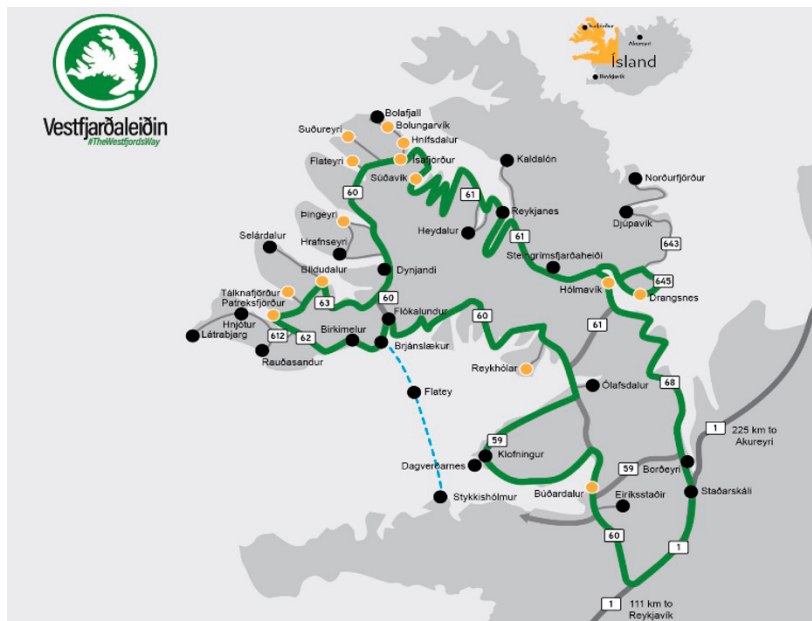 Vestfjarðaleiðin
#TheWestfjordsWay
Ísafjörður
Akureyri
Ísland
Reykjavík
Bolafjall
Bolungarvík
Suðureyri
Hnífsdalur
Ísafjörður
Flateyri
Súðavík
Kaldalón
60
61
Norðurfjörður
Þingeyri
Reykjanes
Djúpavík
Selárdalur
Hrafnseyri
Heydalur
61
643
Steingrímsfjarðaheiði
Bíldudalur
Dynjandi
645
Tálknafjörður
Hólmavík
Drangsnes
Patreksfjörður
63
60
Hnjótur
Flókalundur
60
61
Látrabjarg
612
62
Birkimelur
Brjánslækur
Rauðasandur
Reykhólar
68
Flatey
Ólafsdalur
1
225 km to
Akureyri
59
Klofningur
59
Borðeyri
Dagverðarnes
Stykkishólmur
Búðardalur
Eiríksstaðir
Staðarskáli
60
1
1
111 km to
Reykjavík